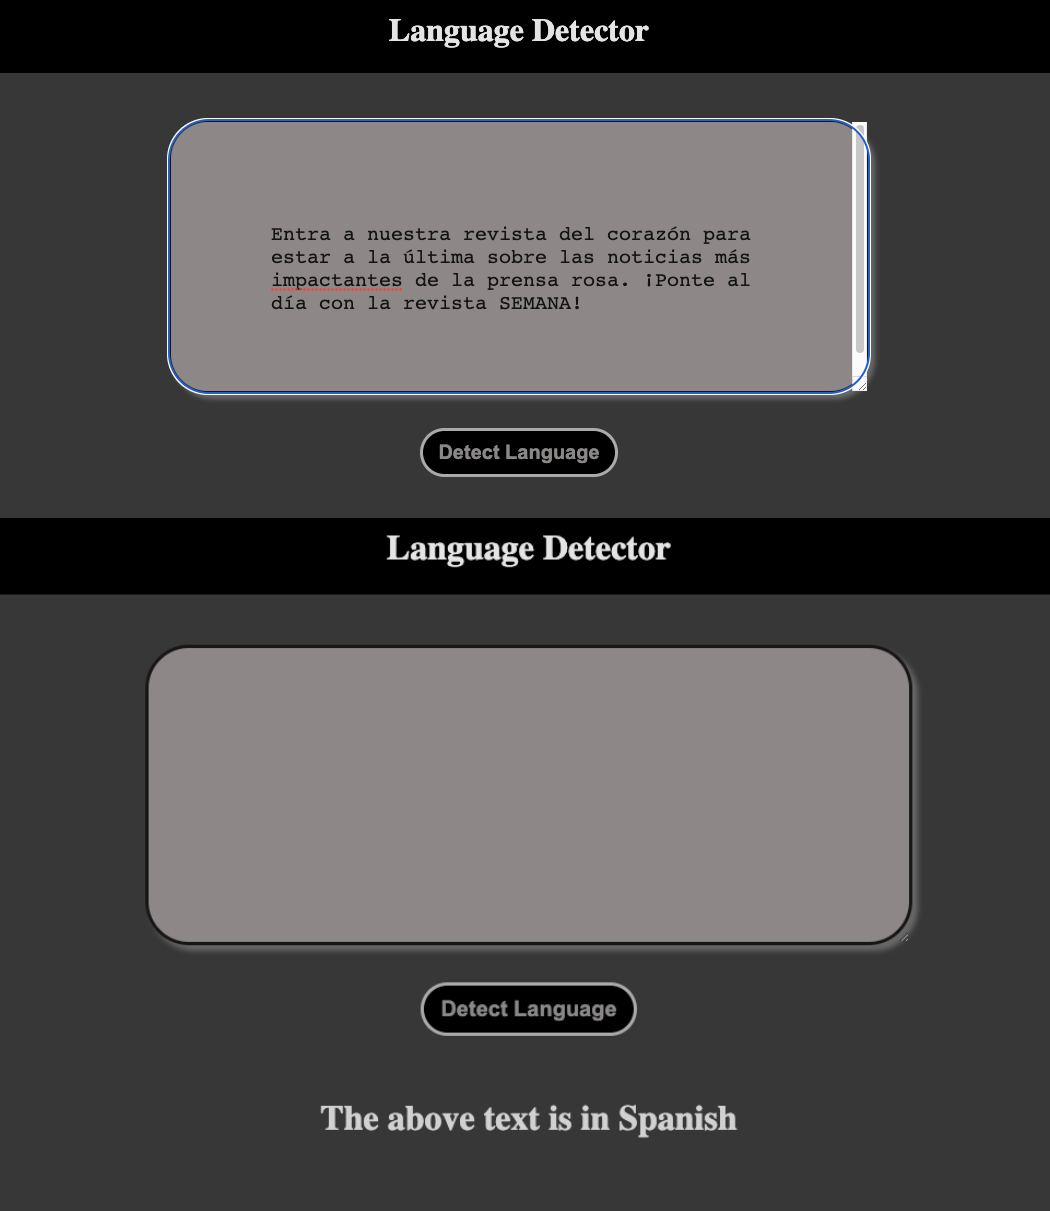 Language Detector
Entra a nuestra revista del corazón para
estar a la última sobre las noticias más
impactantes de la prensa rosa. ¡Ponte al
día con la revista SEMANA!
Detect Language
Language Detector
Detect Language
The above text is in Spanish